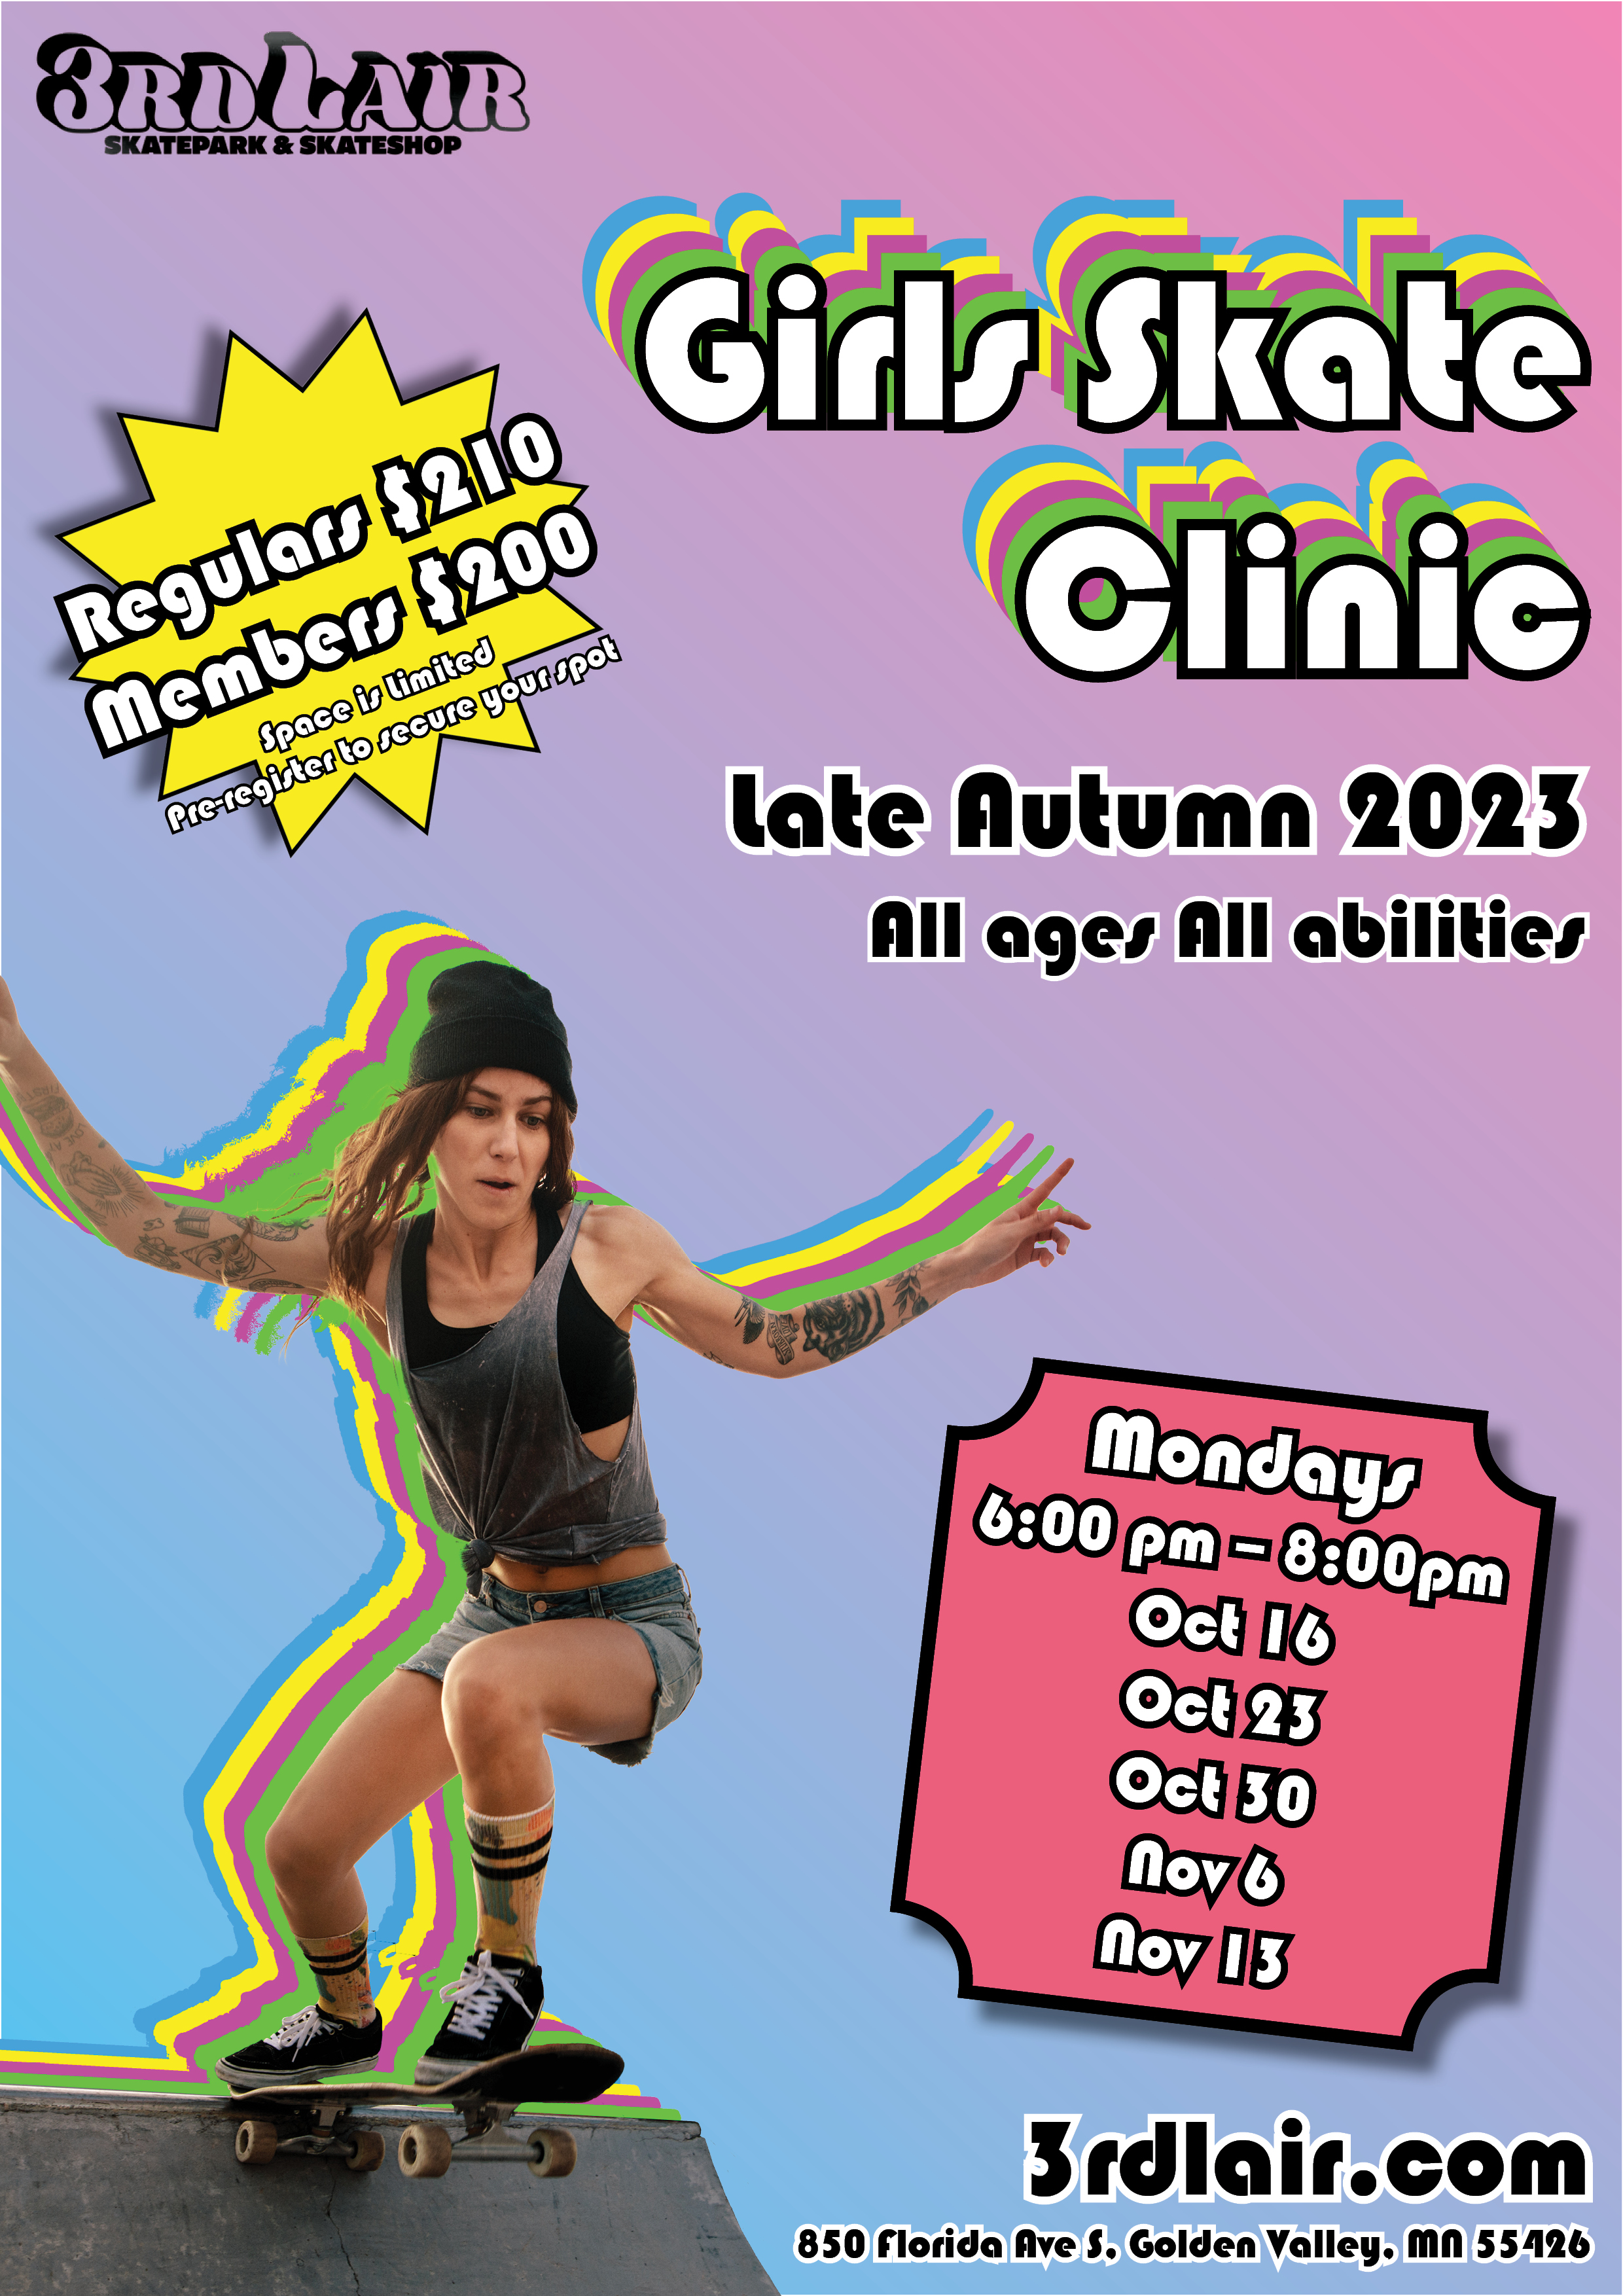 3RD LAIR
SKATEPARK & SKATESHOP
Girls Skate
Clinic
Regulars $210
Members $200
Space is Limited
Pre-register to secure your spot
Late Autumn 2023
All ages All abilities
Mondays
6:00 pm – 8:00pm
Oct 16
Oct 23
Oct 30
Nov 6
Nov 13
3rdlair.com
850 Florida Ave S, Golden Valley, MN 55426